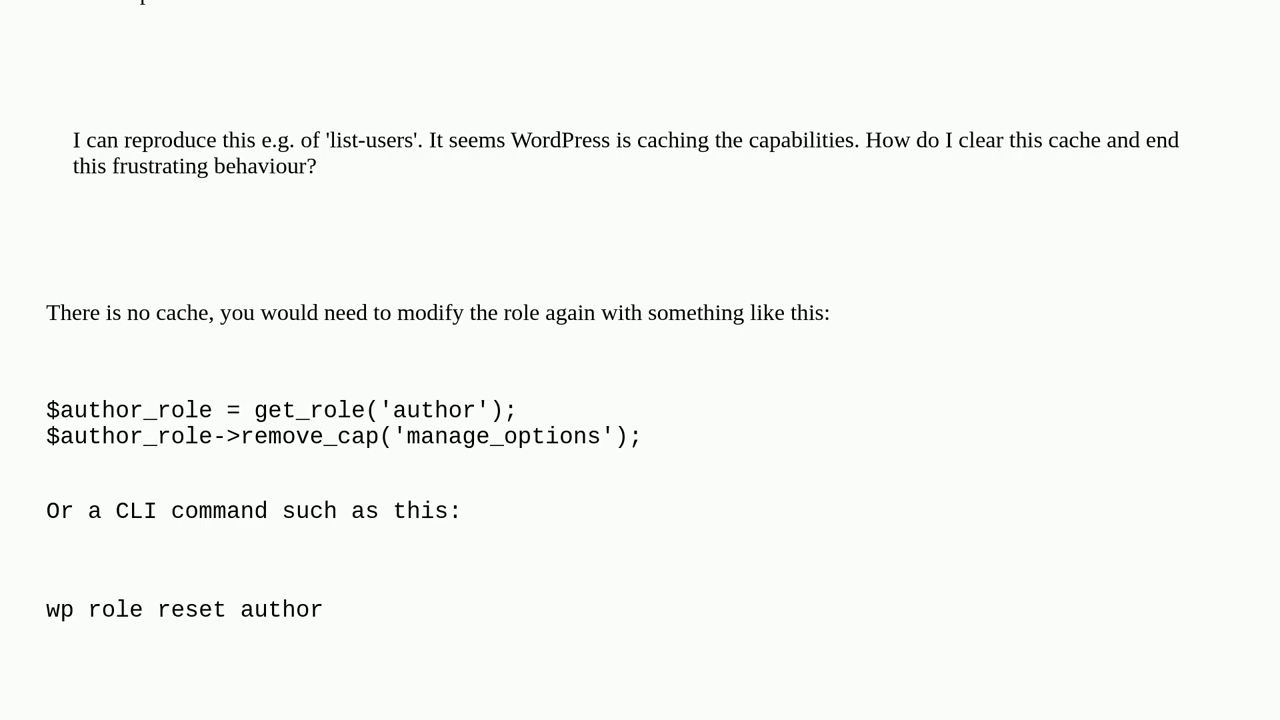 I can reproduce this e.g. of 'list-users'. It seems WordPress is caching the capabilities. How do I clear this cache and end
this frustrating behaviour?
There is no cache, you would need to modify the role again with something like this:
$author_role = get_role('author');
$author_role->remove_cap('manage_options');
Or a CLI command such as this:
wp role reset author